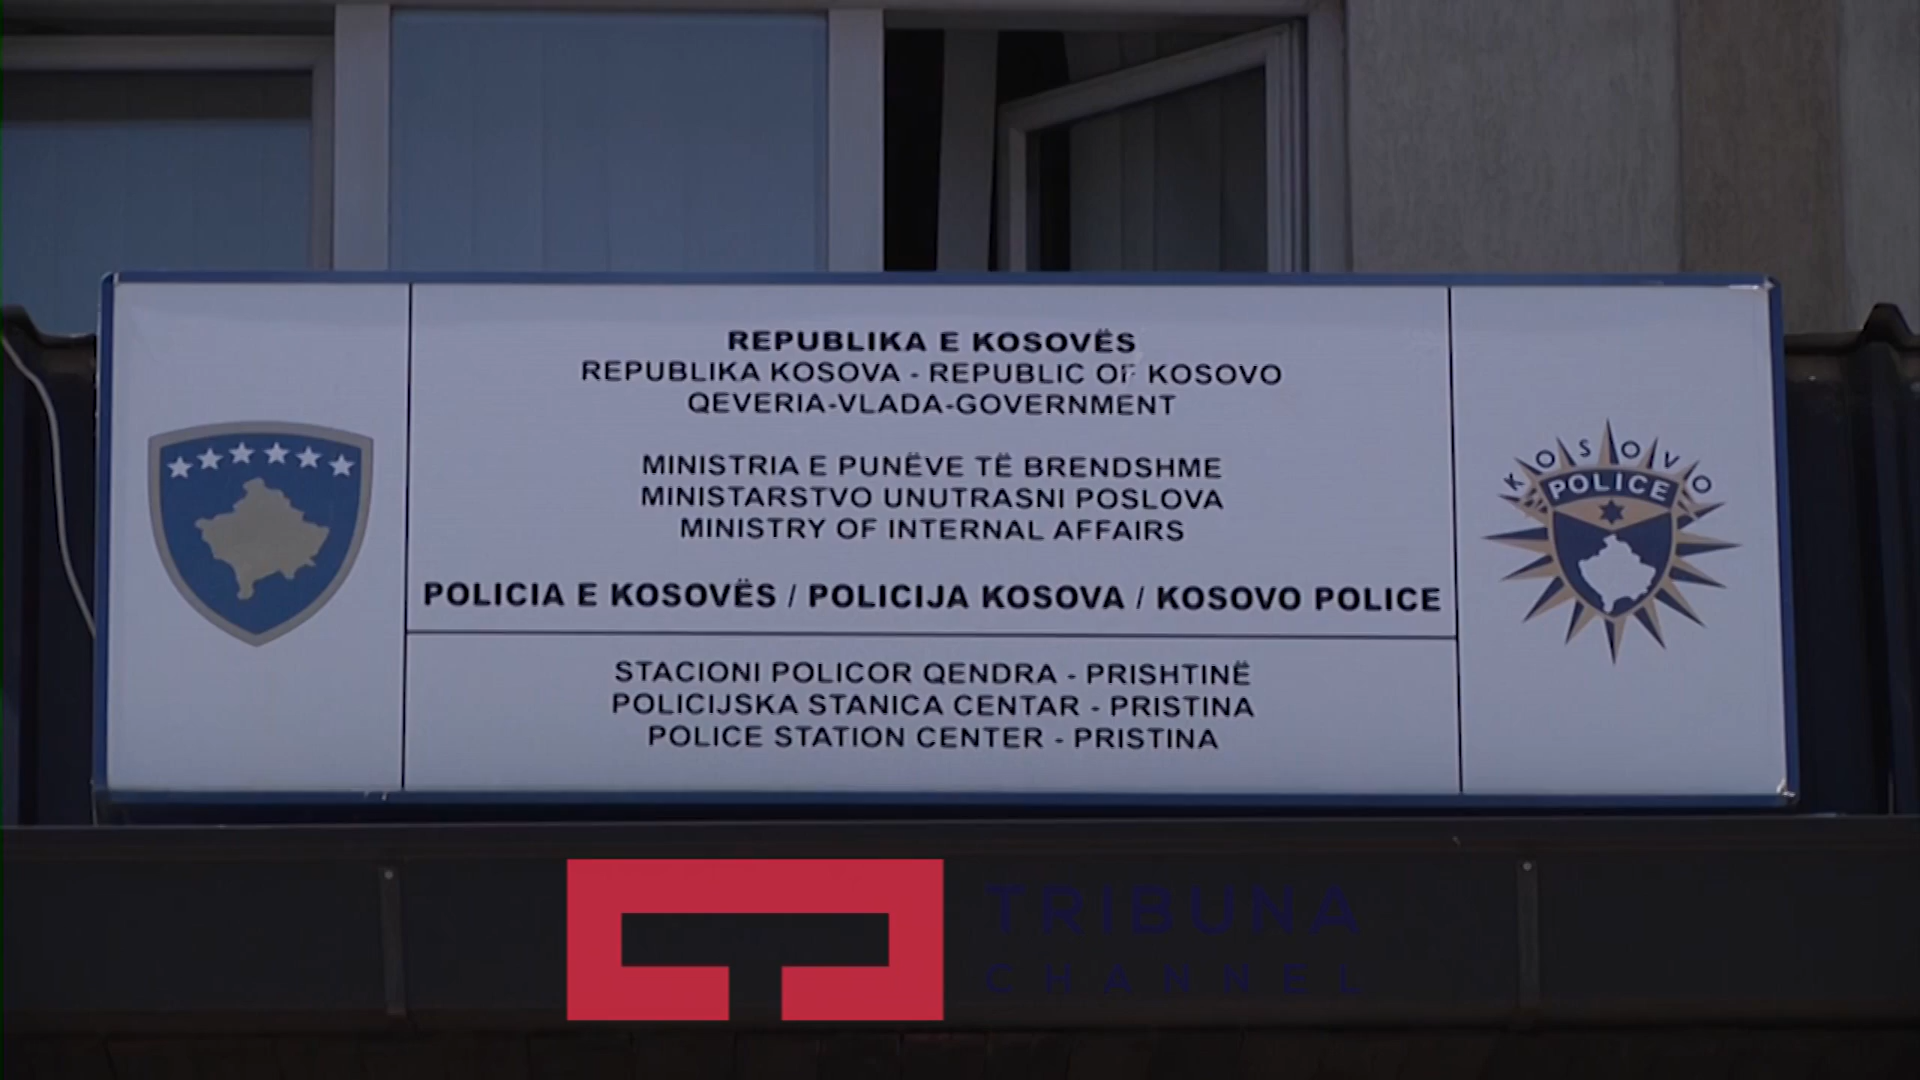 REPUBLIKA E KOSOVËS
REPUBLIKA KOSOVA - REPUBLIC OF KOSOVO
QEVERIA-VLADA-GOVERNMENT
MINISTRIA E PUNËVE TË BRENDSHME
MINISTARSTVO UNUTRASNI POSLOVA
MINISTRY OF INTERNAL AFFAIRS
POLICIA E KOSOVËS / POLICIJA KOSOVA / KOSOVO POLICE
STACIONI POLICOR QENDRA - PRISHTINË
POLICIJSKA STANICA CENTAR - PRISTINA
POLICE STATION CENTER - PRISTINA
KOSOVO
POLICE
TRIBUNA
CHANNEL